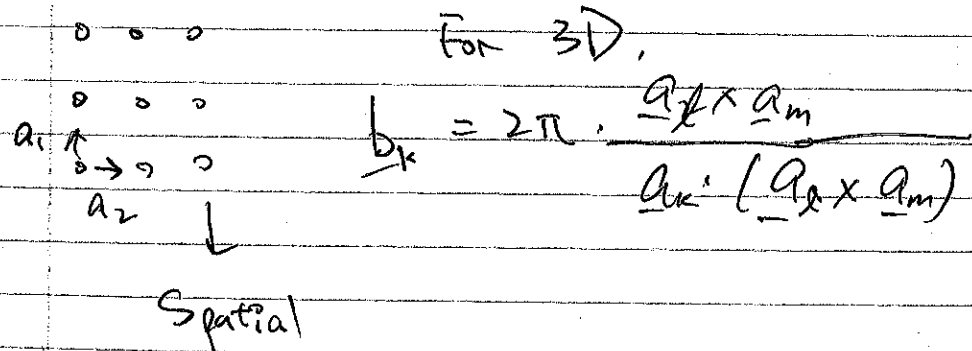 For 3D,
b_k = 2π · (a_l × a_m) / (a_k · (a_l × a_m))
a₁
a₂
Spatial